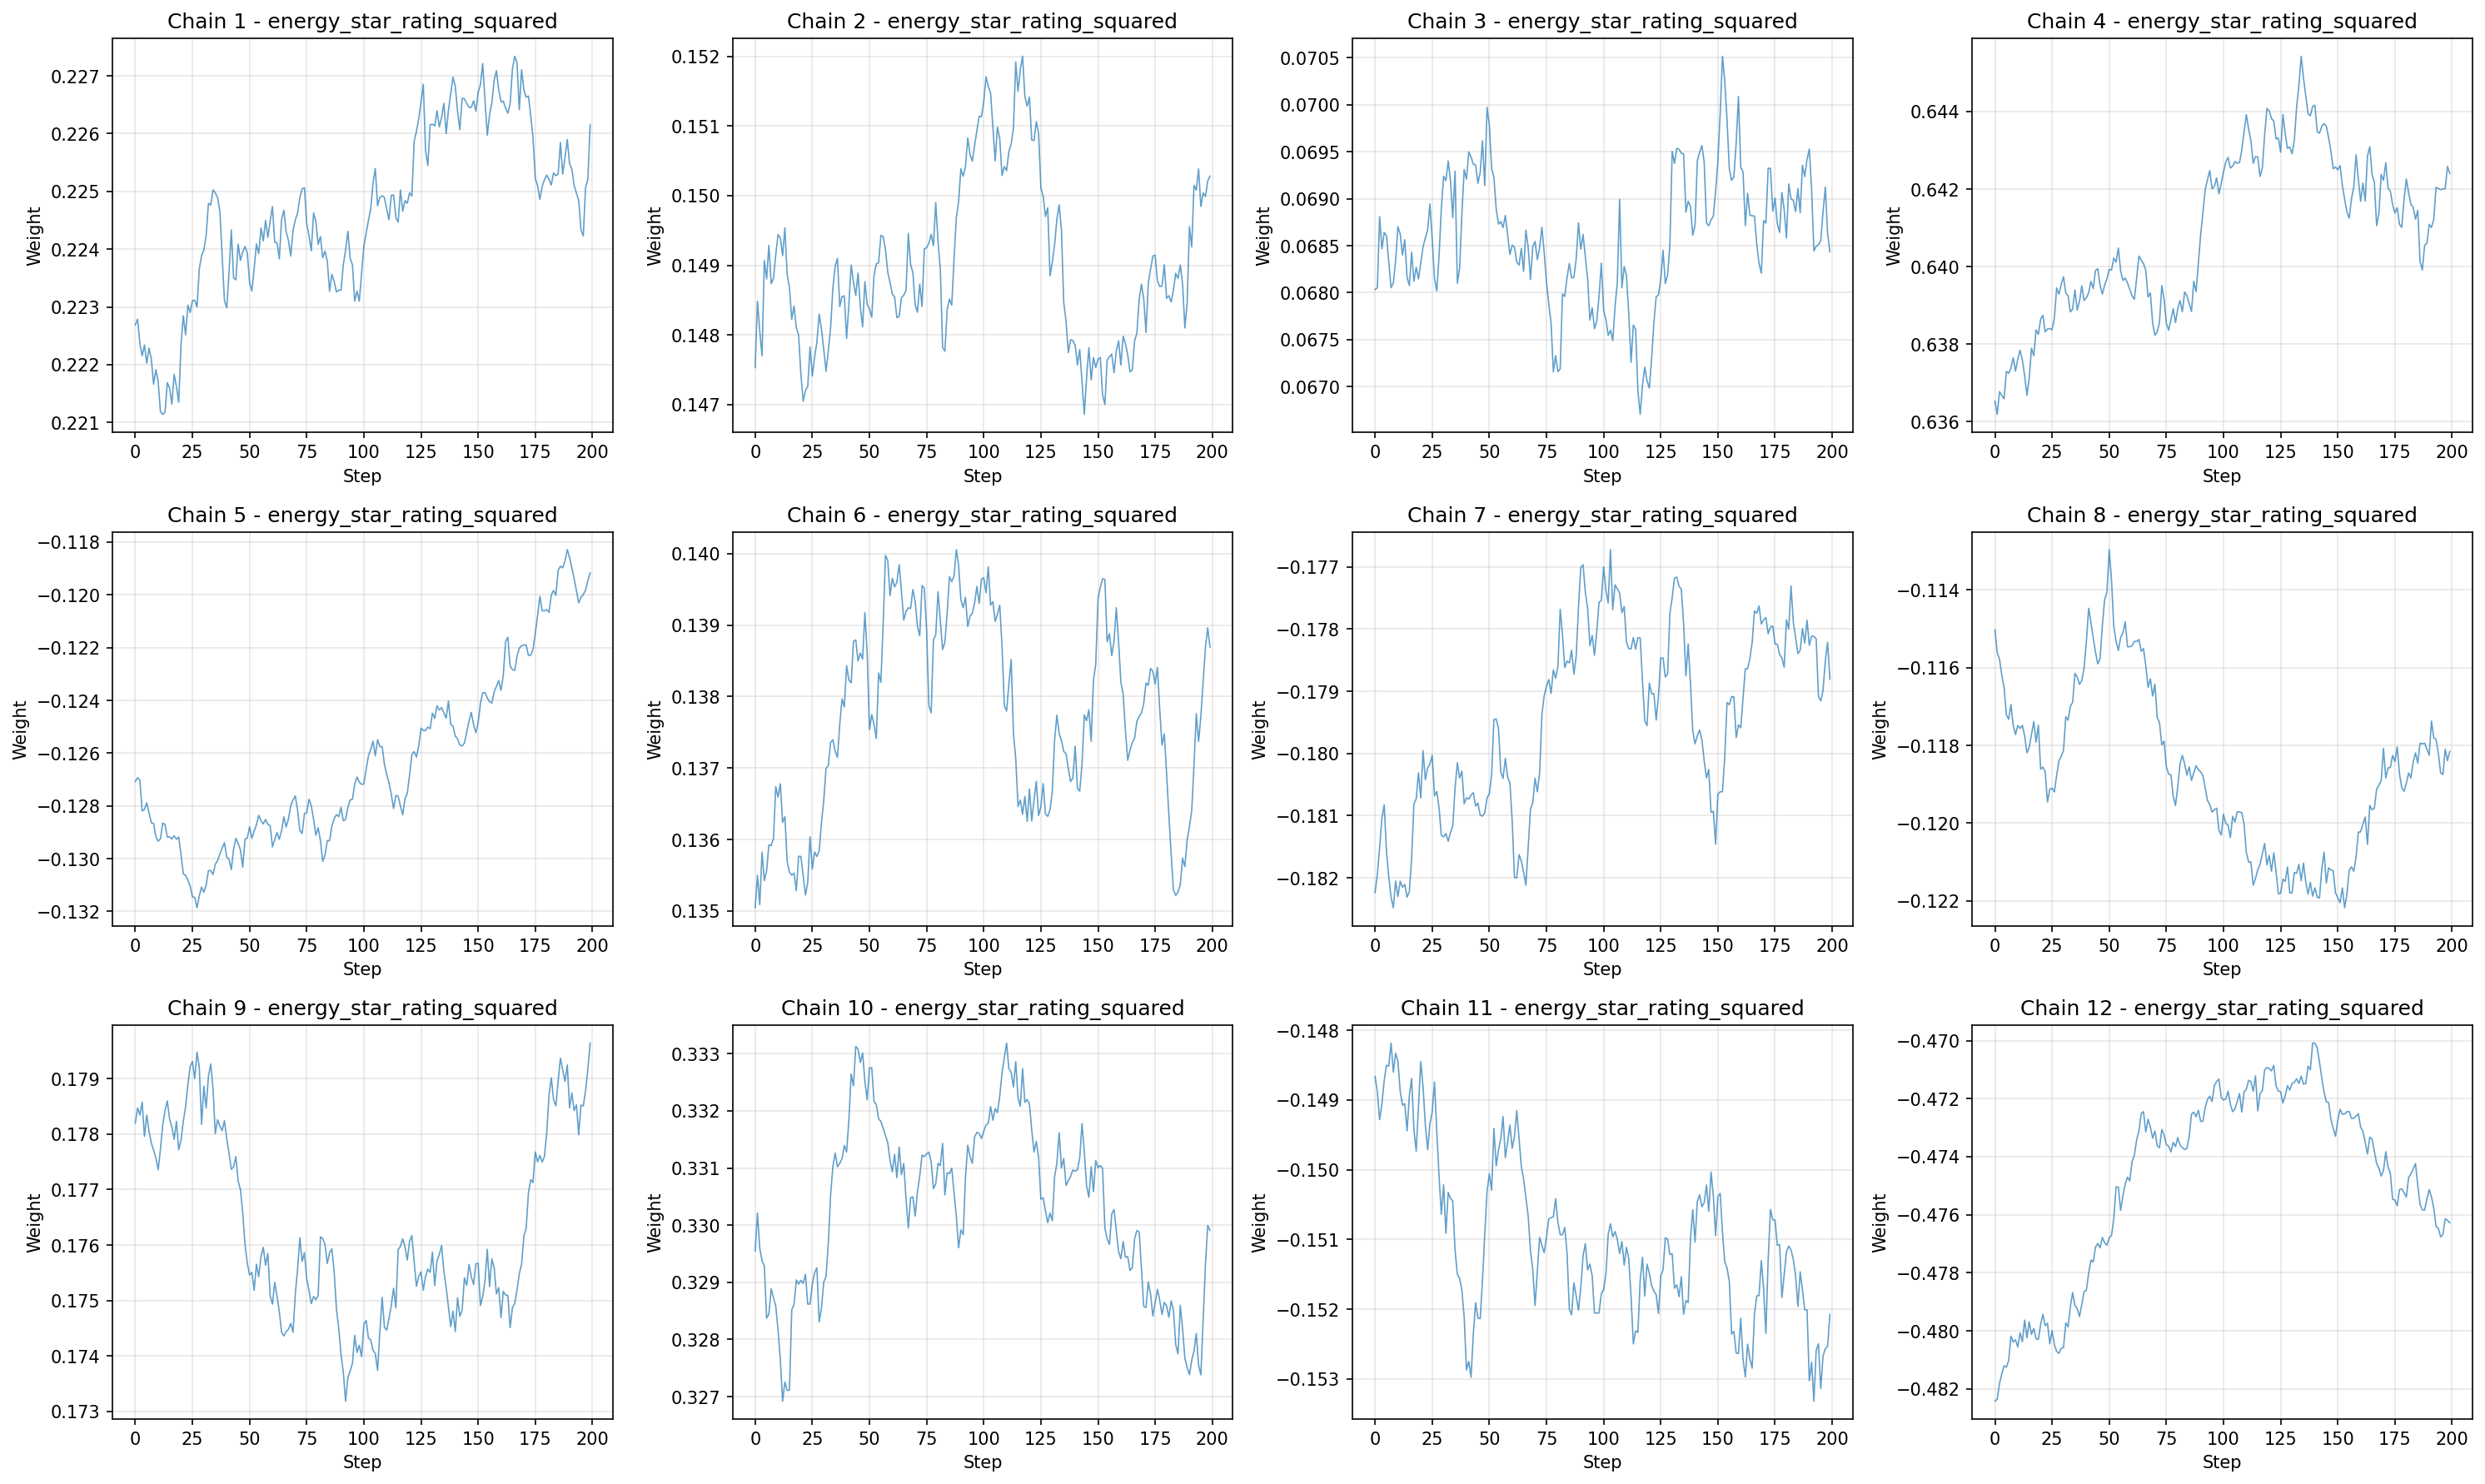 Chain 1 - energy_star_rating_squared
Weight
0.227
0.226
0.225
0.224
0.223
0.222
0.221
0 25 50 75 100 125 150 175 200
Step
Chain 2 - energy_star_rating_squared
Weight
0.152
0.151
0.150
0.149
0.148
0.147
0 25 50 75 100 125 150 175 200
Step
Chain 3 - energy_star_rating_squared
Weight
0.0705
0.0700
0.0695
0.0690
0.0685
0.0680
0.0675
0.0670
0 25 50 75 100 125 150 175 200
Step
Chain 4 - energy_star_rating_squared
Weight
0.644
0.642
0.640
0.638
0.636
0 25 50 75 100 125 150 175 200
Step
Chain 5 - energy_star_rating_squared
Weight
−0.118
−0.120
−0.122
−0.124
−0.126
−0.128
−0.130
−0.132
0 25 50 75 100 125 150 175 200
Step
Chain 6 - energy_star_rating_squared
Weight
0.140
0.139
0.138
0.137
0.136
0.135
0 25 50 75 100 125 150 175 200
Step
Chain 7 - energy_star_rating_squared
Weight
−0.177
−0.178
−0.179
−0.180
−0.181
−0.182
0 25 50 75 100 125 150 175 200
Step
Chain 8 - energy_star_rating_squared
Weight
−0.114
−0.116
−0.118
−0.120
−0.122
0 25 50 75 100 125 150 175 200
Step
Chain 9 - energy_star_rating_squared
Weight
0.179
0.178
0.177
0.176
0.175
0.174
0.173
0 25 50 75 100 125 150 175 200
Step
Chain 10 - energy_star_rating_squared
Weight
0.333
0.332
0.331
0.330
0.329
0.328
0.327
0 25 50 75 100 125 150 175 200
Step
Chain 11 - energy_star_rating_squared
Weight
−0.148
−0.149
−0.150
−0.151
−0.152
−0.153
0 25 50 75 100 125 150 175 200
Step
Chain 12 - energy_star_rating_squared
Weight
−0.470
−0.472
−0.474
−0.476
−0.478
−0.480
−0.482
0 25 50 75 100 125 150 175 200
Step